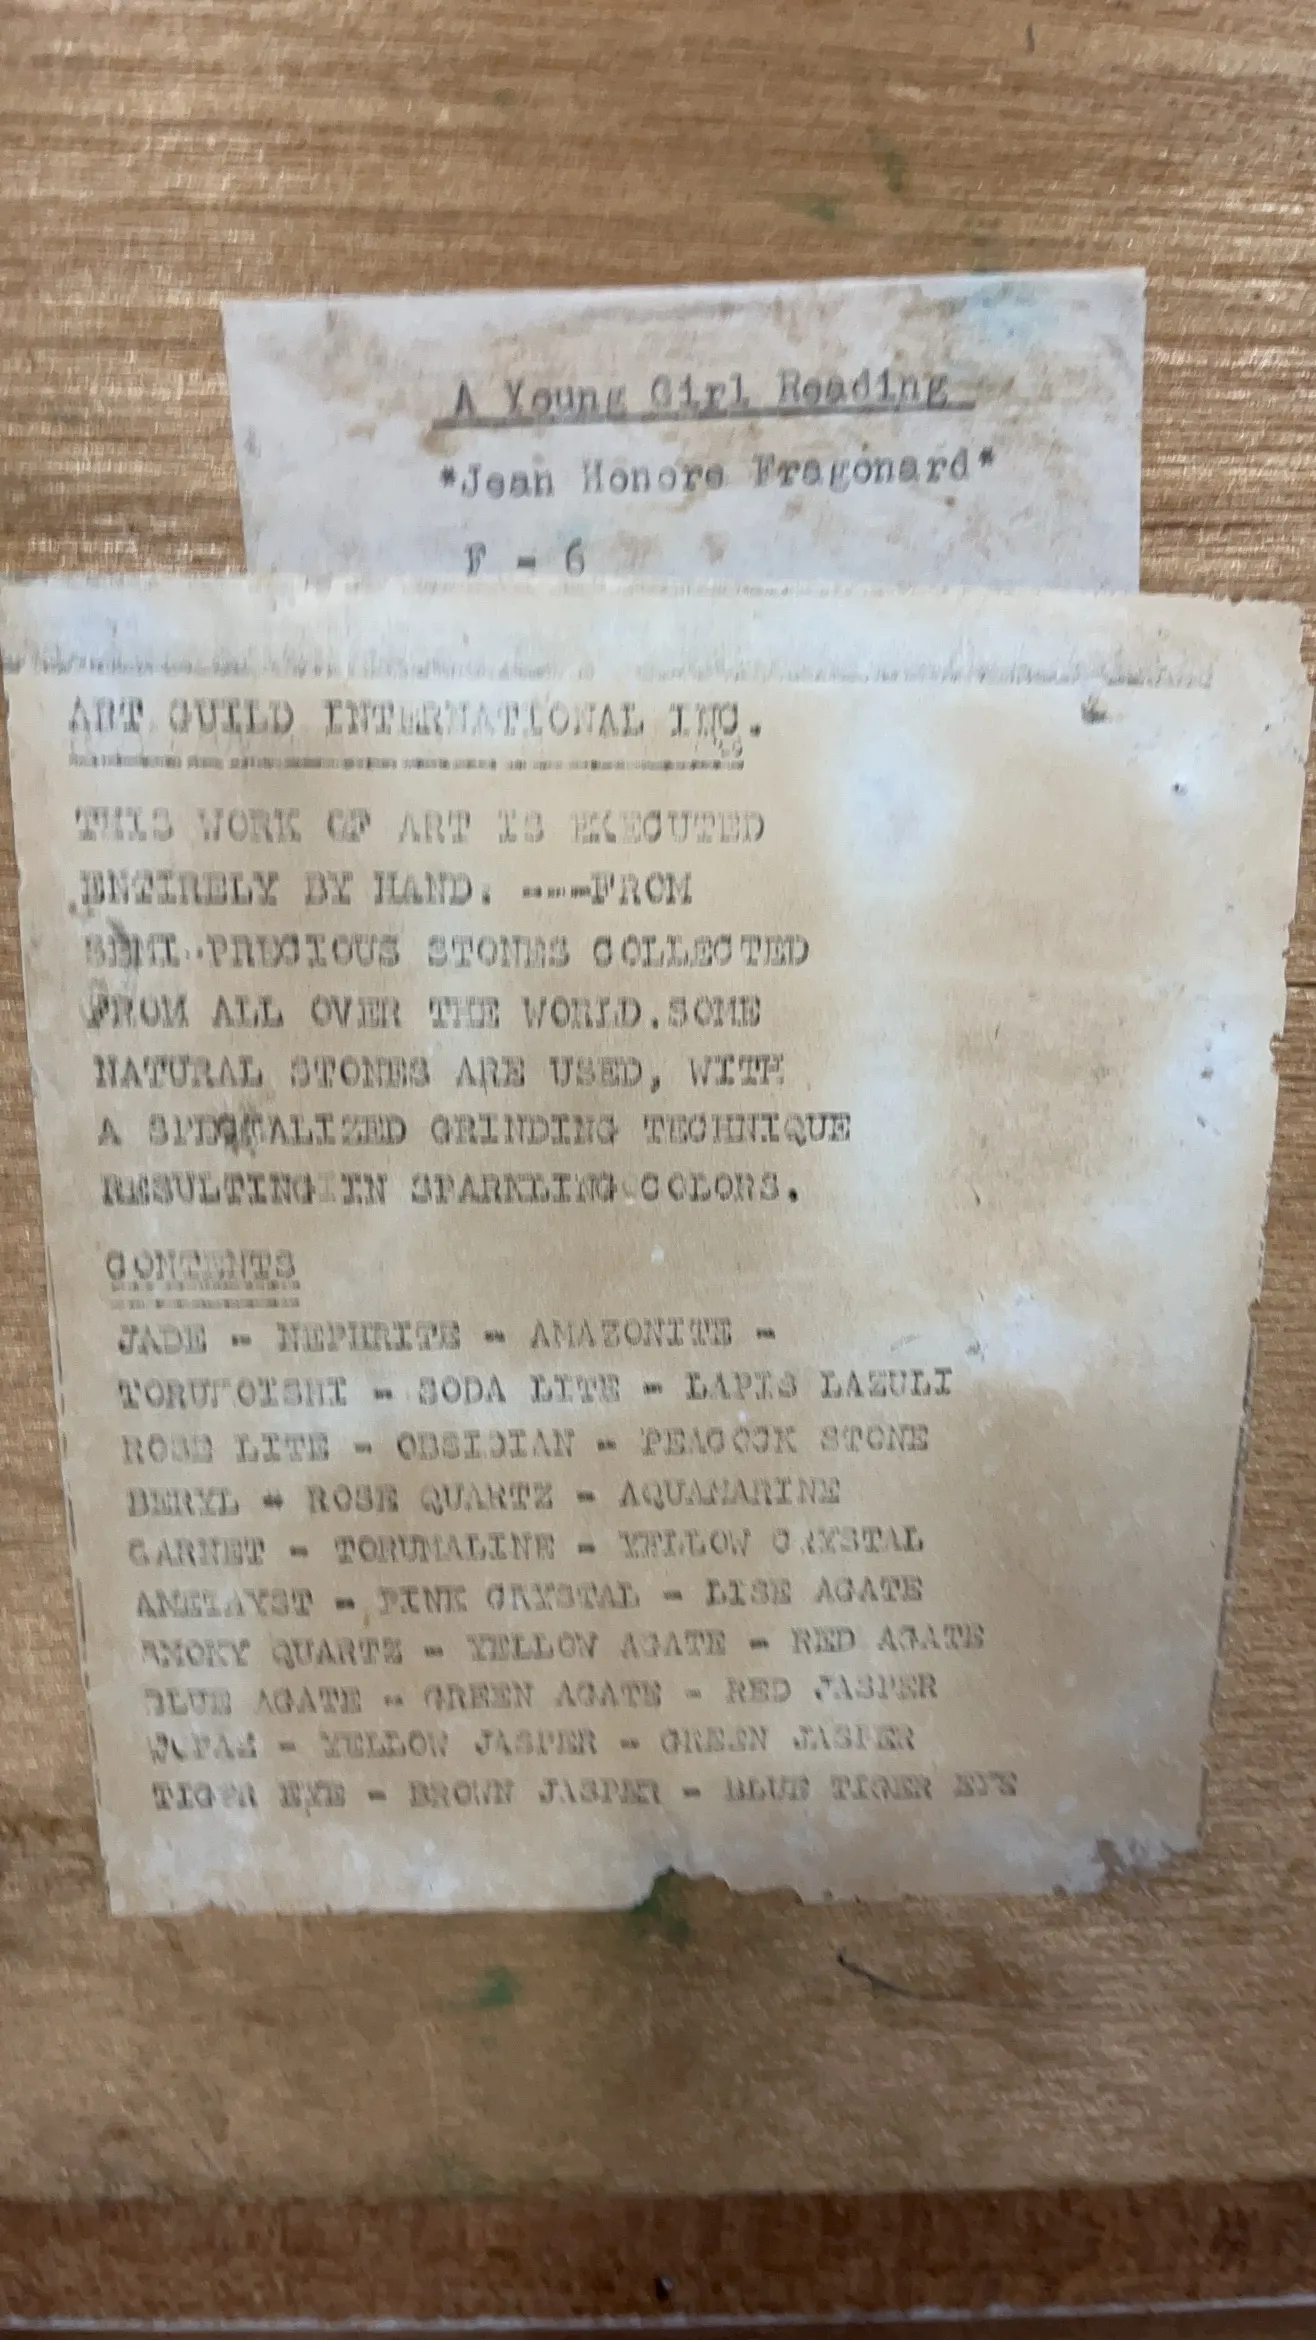 A Young Girl Reading
*Jean Honore Fragonard*
F - 6
ART GUILD INTERNATIONAL INC.
THIS WORK OF ART IS EXECUTED
ENTIRELY BY HAND. ---FROM
SEMI-PRECIOUS STONES COLLECTED
FROM ALL OVER THE WORLD.SOME
NATURAL STONES ARE USED, WITH
A SPECIALIZED GRINDING TECHNIQUE
RESULTING IN SPARKLING COLORS.
CONTENTS
JADE - NEPHRITE - AMAZONITE -
- SODA LITE - LAPIS LAZULI
ROSE LITE - OBSIDIAN - PEACOCK STONE
BERYL - ROSE QUARTZ - AQUAMARINE
GARNET - TORUMALINE - YELLOW CRYSTAL
- PINK CRYSTAL - LISE AGATE
SMOKY QUARTZ - YELLOW AGATE - RED AGATE
BLUE AGATE - GREEN AGATE - RED JASPER
- YELLOW JASPER - GREEN JASPER
TIGER EYE - BROWN JASPER - BLUE TIGER EYE